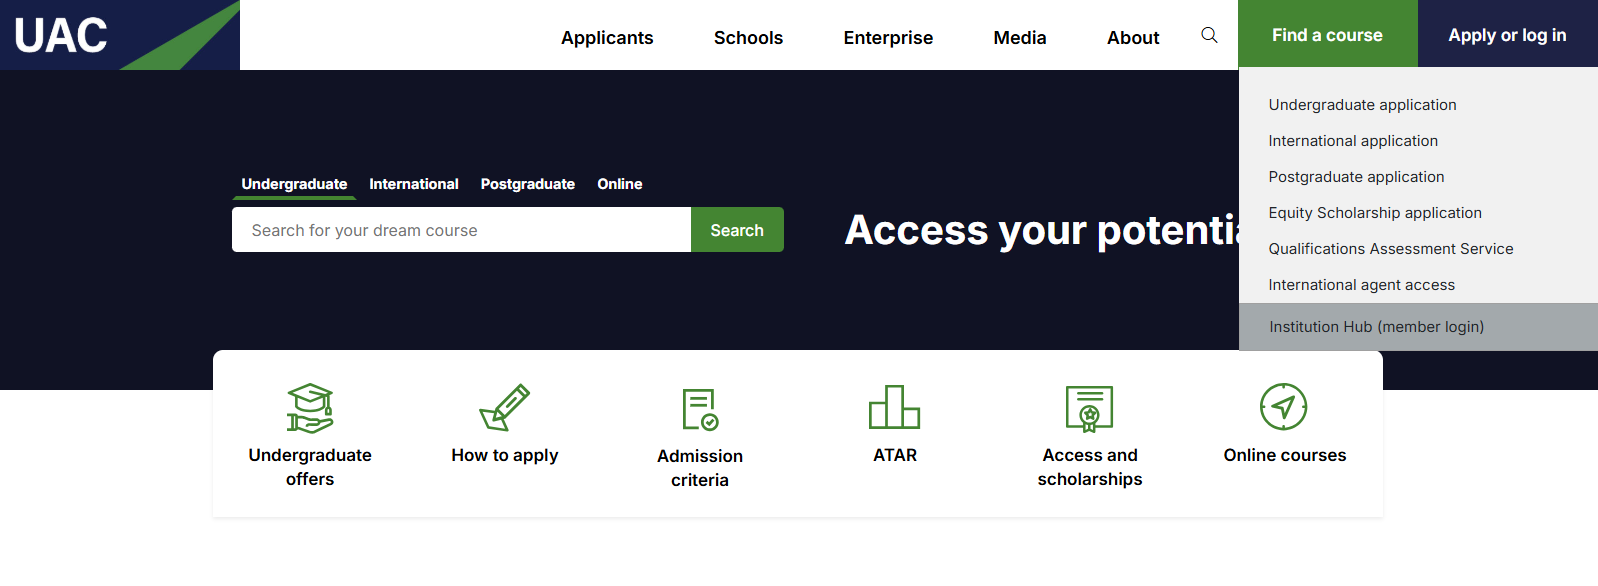 UAC
Applicants
Schools
Enterprise
Media
About
Find a course
Apply or log in
Undergraduate application
International application
Postgraduate application
Equity Scholarship application
Qualifications Assessment Service
International agent access
Institution Hub (member login)
Undergraduate
International
Postgraduate
Online
Search for your dream course
Search
Access your potentia
Undergraduate
offers
How to apply
Admission
criteria
ATAR
Access and
scholarships
Online courses